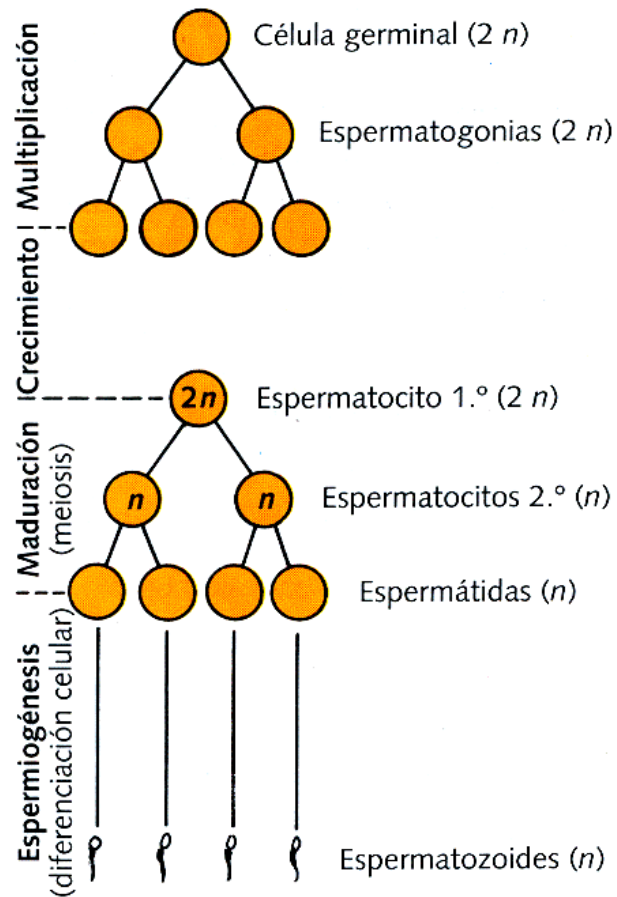 Célula germinal (2 n)
Espermatogonias (2 n)
Multiplicación
Crecimiento
2n
Espermatocito 1.º (2 n)
n
n
Espermatocitos 2.º (n)
Maduración
(meiosis)
Espermátidas (n)
Espermiogénesis
(diferenciación celular)
Espermatozoides (n)